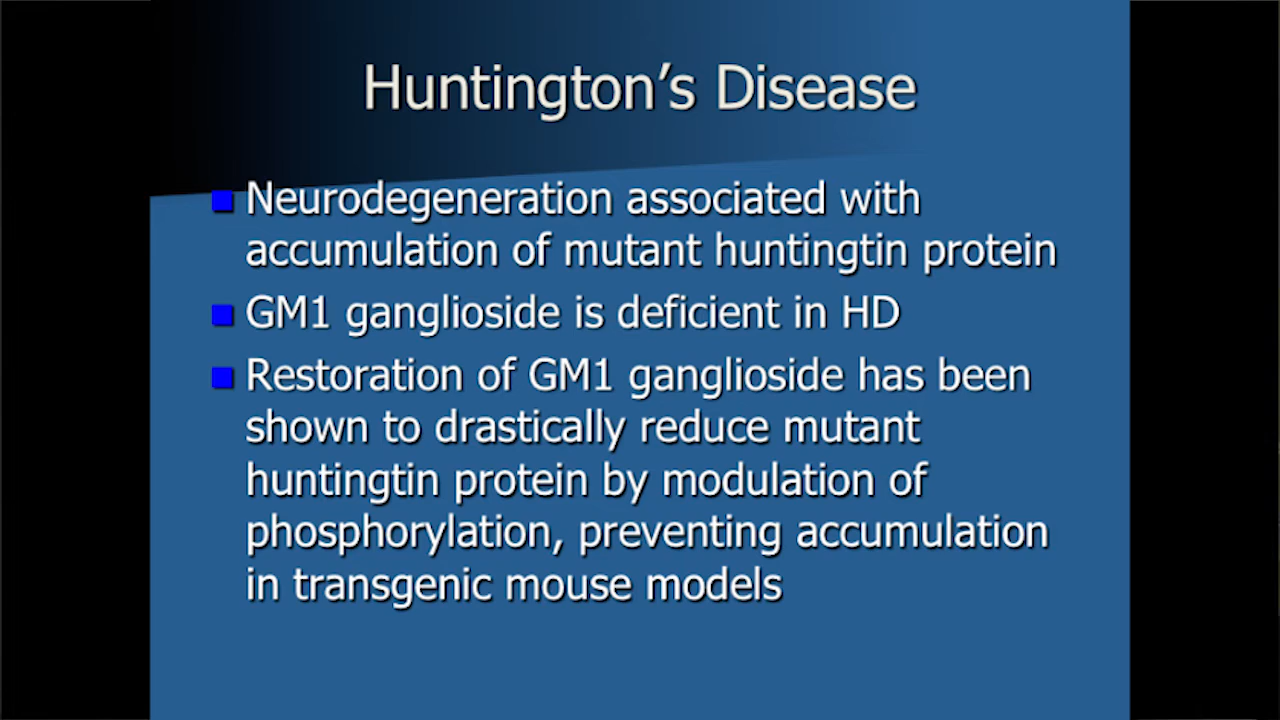 Huntington’s Disease
Neurodegeneration associated with
accumulation of mutant huntingtin protein
GM1 ganglioside is deficient in HD
Restoration of GM1 ganglioside has been
shown to drastically reduce mutant
huntingtin protein by modulation of
phosphorylation, preventing accumulation
in transgenic mouse models